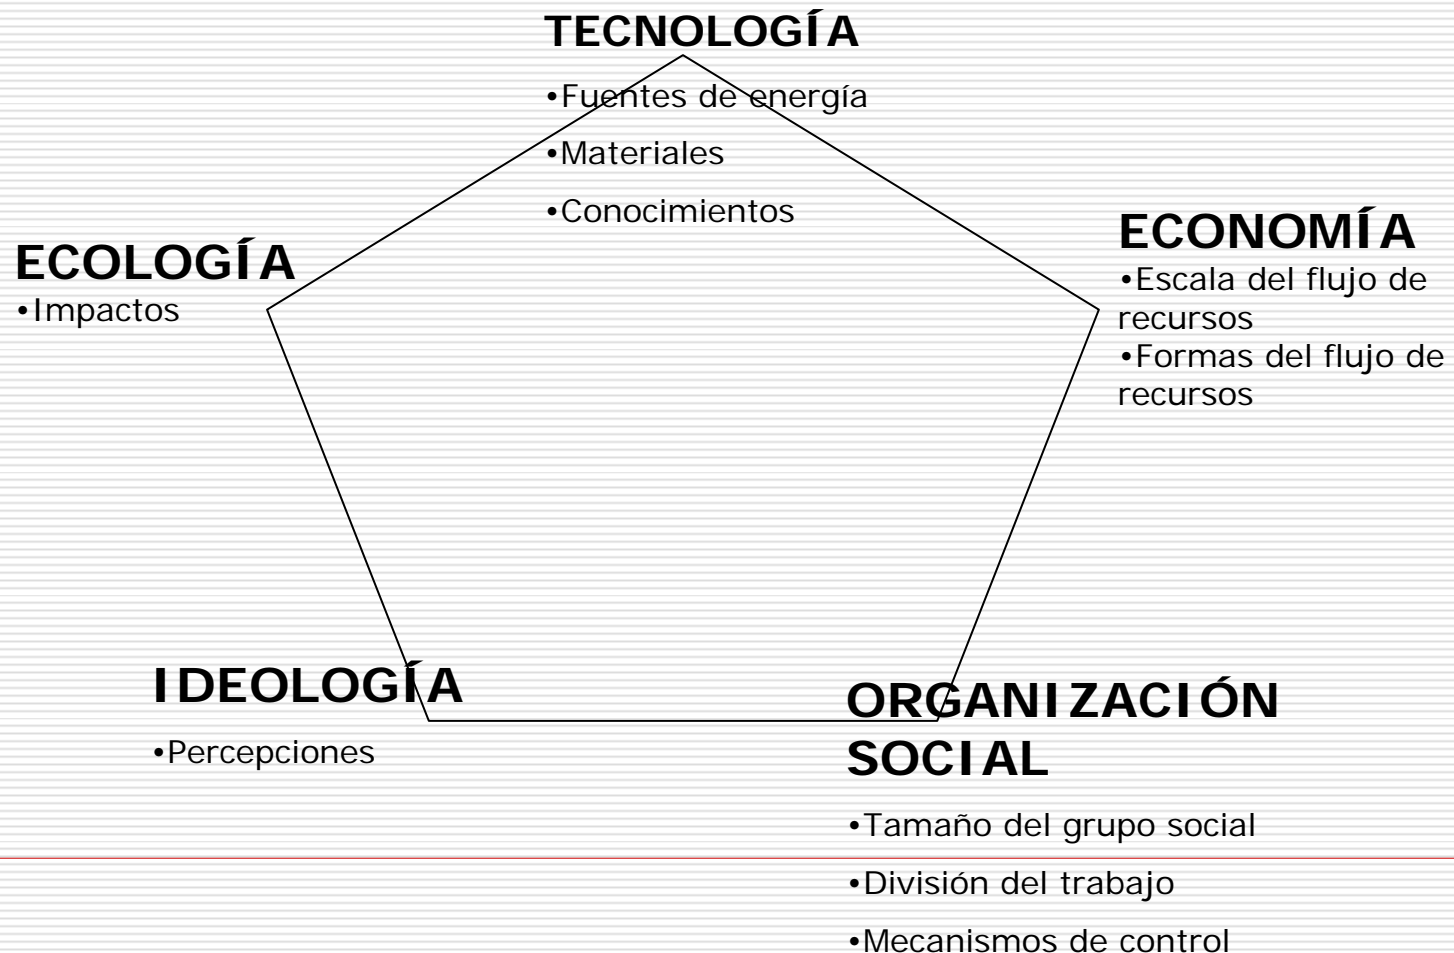 TECNOLOGÍA
•Fuentes de energía
•Materiales
•Conocimientos
ECONOMÍA
•Escala del flujo de
recursos
•Formas del flujo de
recursos
ECOLOGÍA
•Impactos
IDEOLOGÍA
•Percepciones
ORGANIZACIÓN
SOCIAL
•Tamaño del grupo social
•División del trabajo
•Mecanismos de control